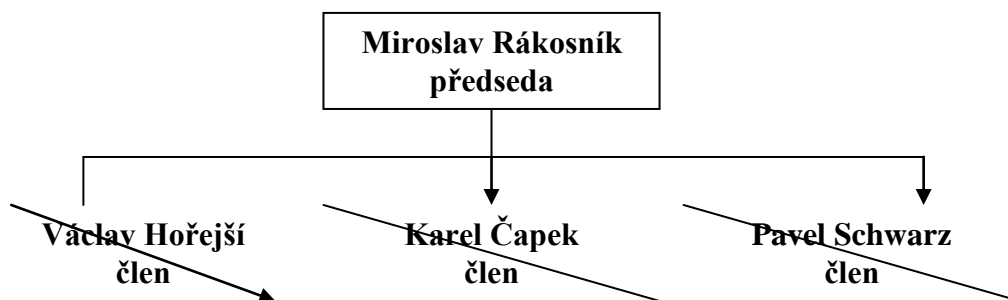 Miroslav Rákosník
předseda
Václav Hořejší
člen
Karel Čapek
člen
Pavel Schwarz
člen